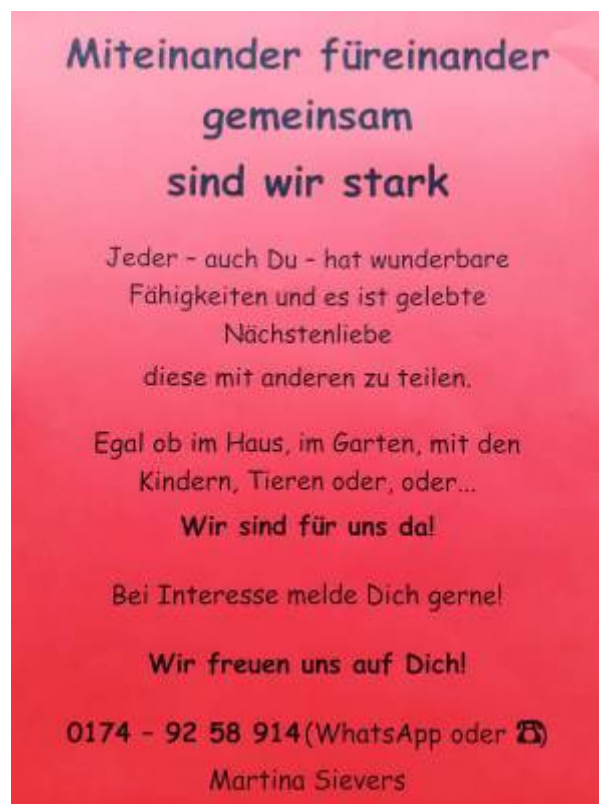 Miteinander füreinander
gemeinsam
sind wir stark
Jeder - auch Du - hat wunderbare
Fähigkeiten und es ist gelebte
Nächstenliebe
diese mit anderen zu teilen.
Egal ob im Haus, im Garten, mit den
Kindern, Tieren oder, oder...
Wir sind für uns da!
Bei Interesse melde Dich gerne!
Wir freuen uns auf Dich!
0174 - 92 58 914 (WhatsApp oder ☎)
Martina Sievers